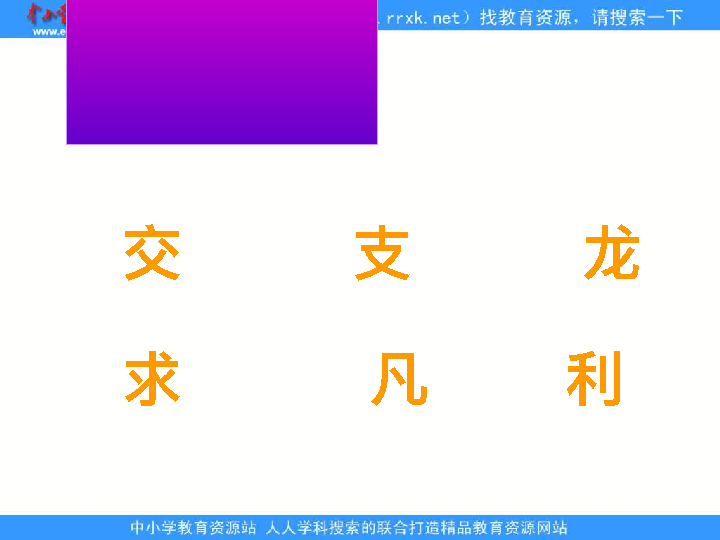 .rrxk.net）找教育资源，请搜索一下
www.e
交 支 龙
求 凡 利
中小学教育资源站 人人学科搜索的联合打造精品教育资源网站